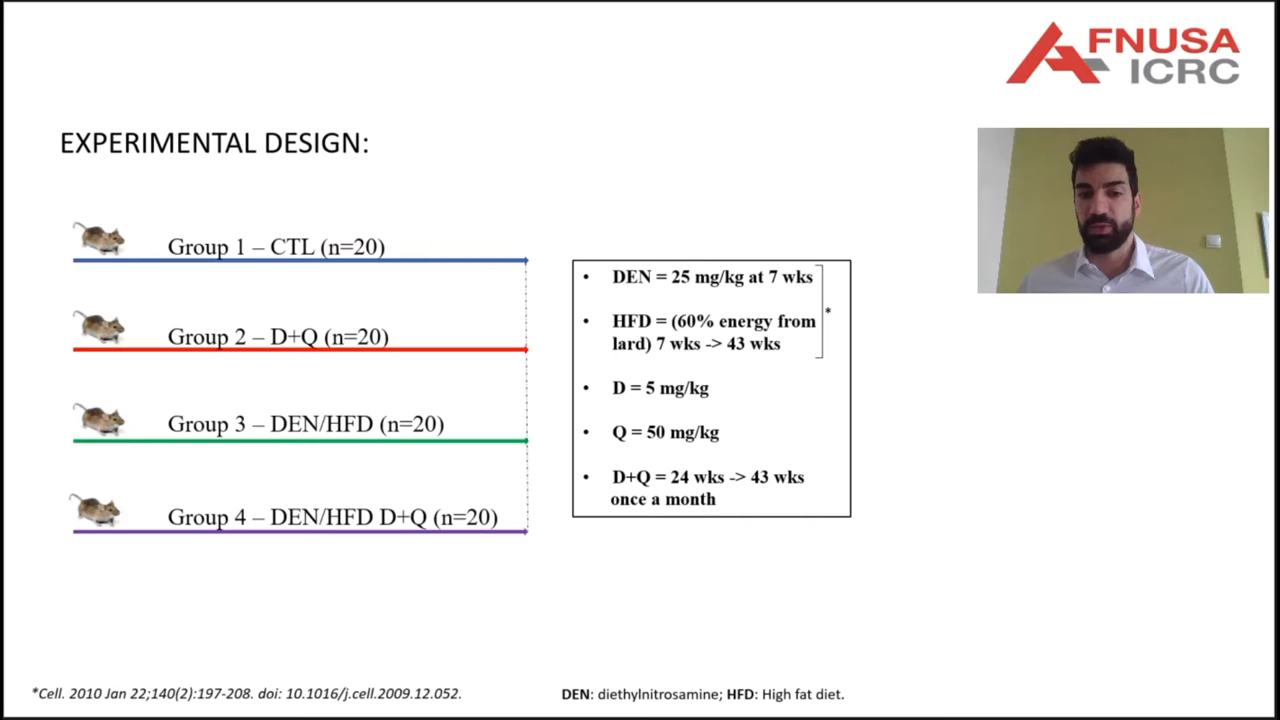 FNUSA
ICRC
EXPERIMENTAL DESIGN:
Group 1 – CTL (n=20)
Group 2 – D+Q (n=20)
Group 3 – DEN/HFD (n=20)
Group 4 – DEN/HFD D+Q (n=20)
• DEN = 25 mg/kg at 7 wks
• HFD = (60% energy from
lard) 7 wks -> 43 wks
*
• D = 5 mg/kg
• Q = 50 mg/kg
• D+Q = 24 wks -> 43 wks
once a month
*Cell. 2010 Jan 22;140(2):197-208. doi: 10.1016/j.cell.2009.12.052.
DEN: diethylnitrosamine; HFD: High fat diet.